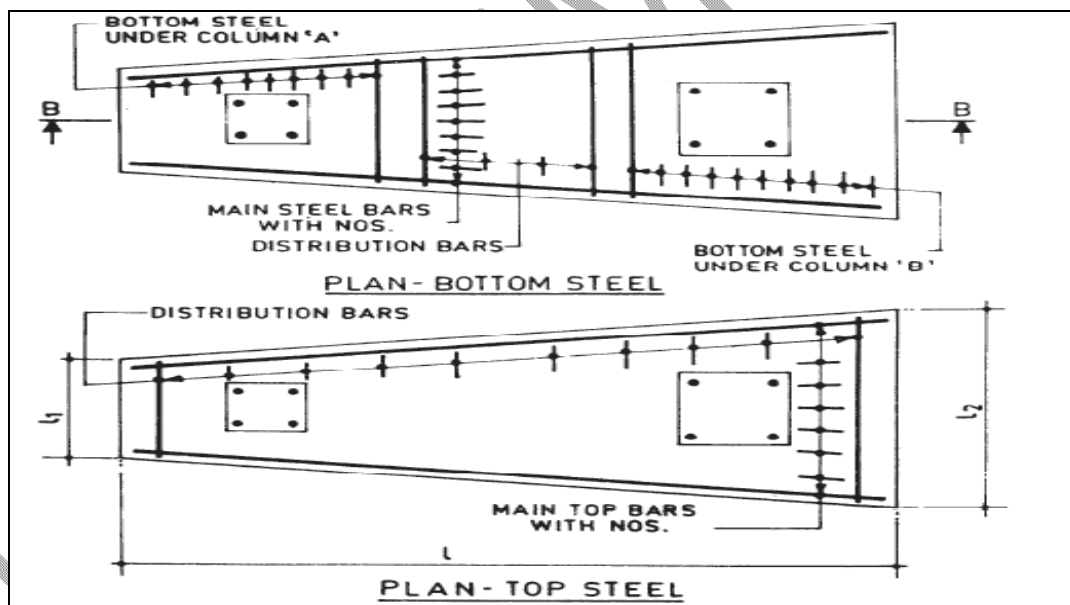 BOTTOM STEEL
UNDER COLUMN 'A'
B
B
MAIN STEEL BARS
WITH NOS.
DISTRIBUTION BARS
BOTTOM STEEL
UNDER COLUMN 'B'
PLAN-BOTTOM STEEL
DISTRIBUTION BARS
l1
l2
MAIN TOP BARS
WITH NOS.
l
PLAN-TOP STEEL